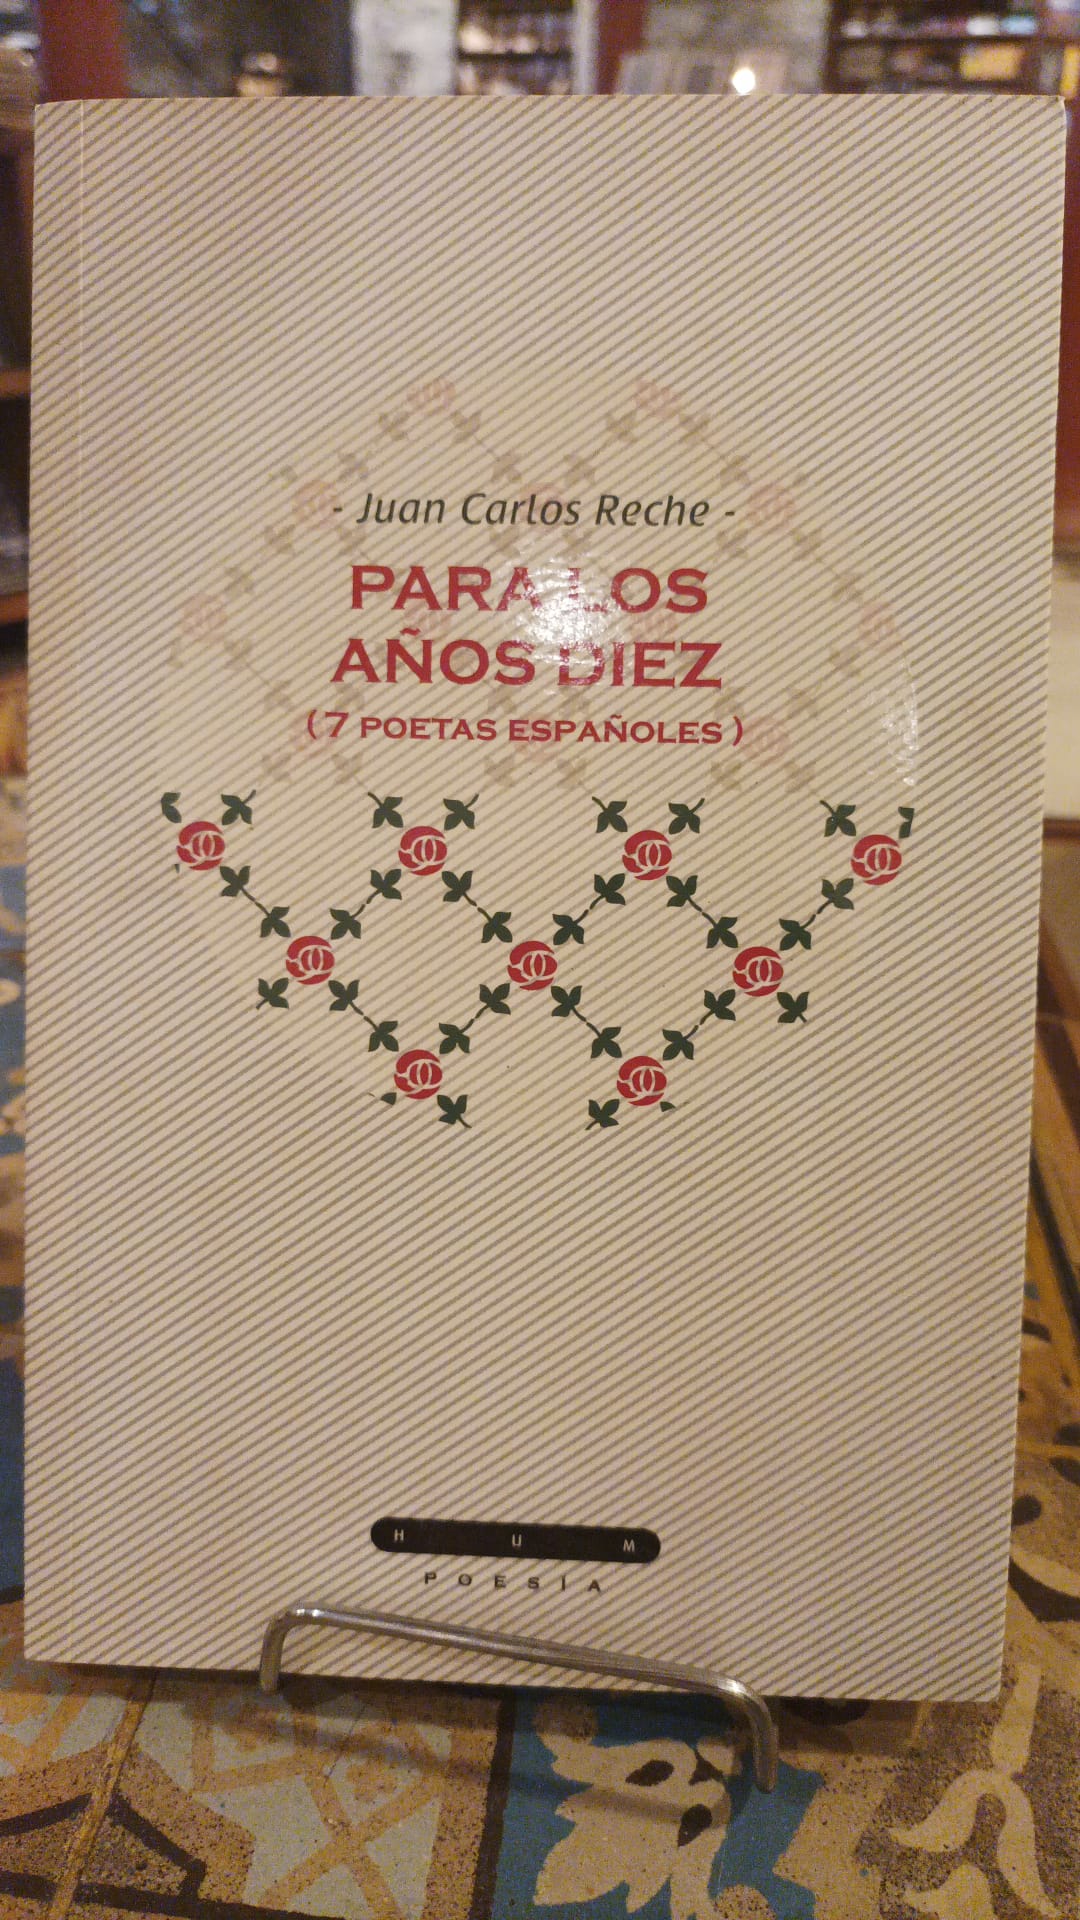 - Juan Carlos Reche -
PARA LOS
AÑOS DIEZ
( 7 POETAS ESPAÑOLES )
H U M
POESÍA